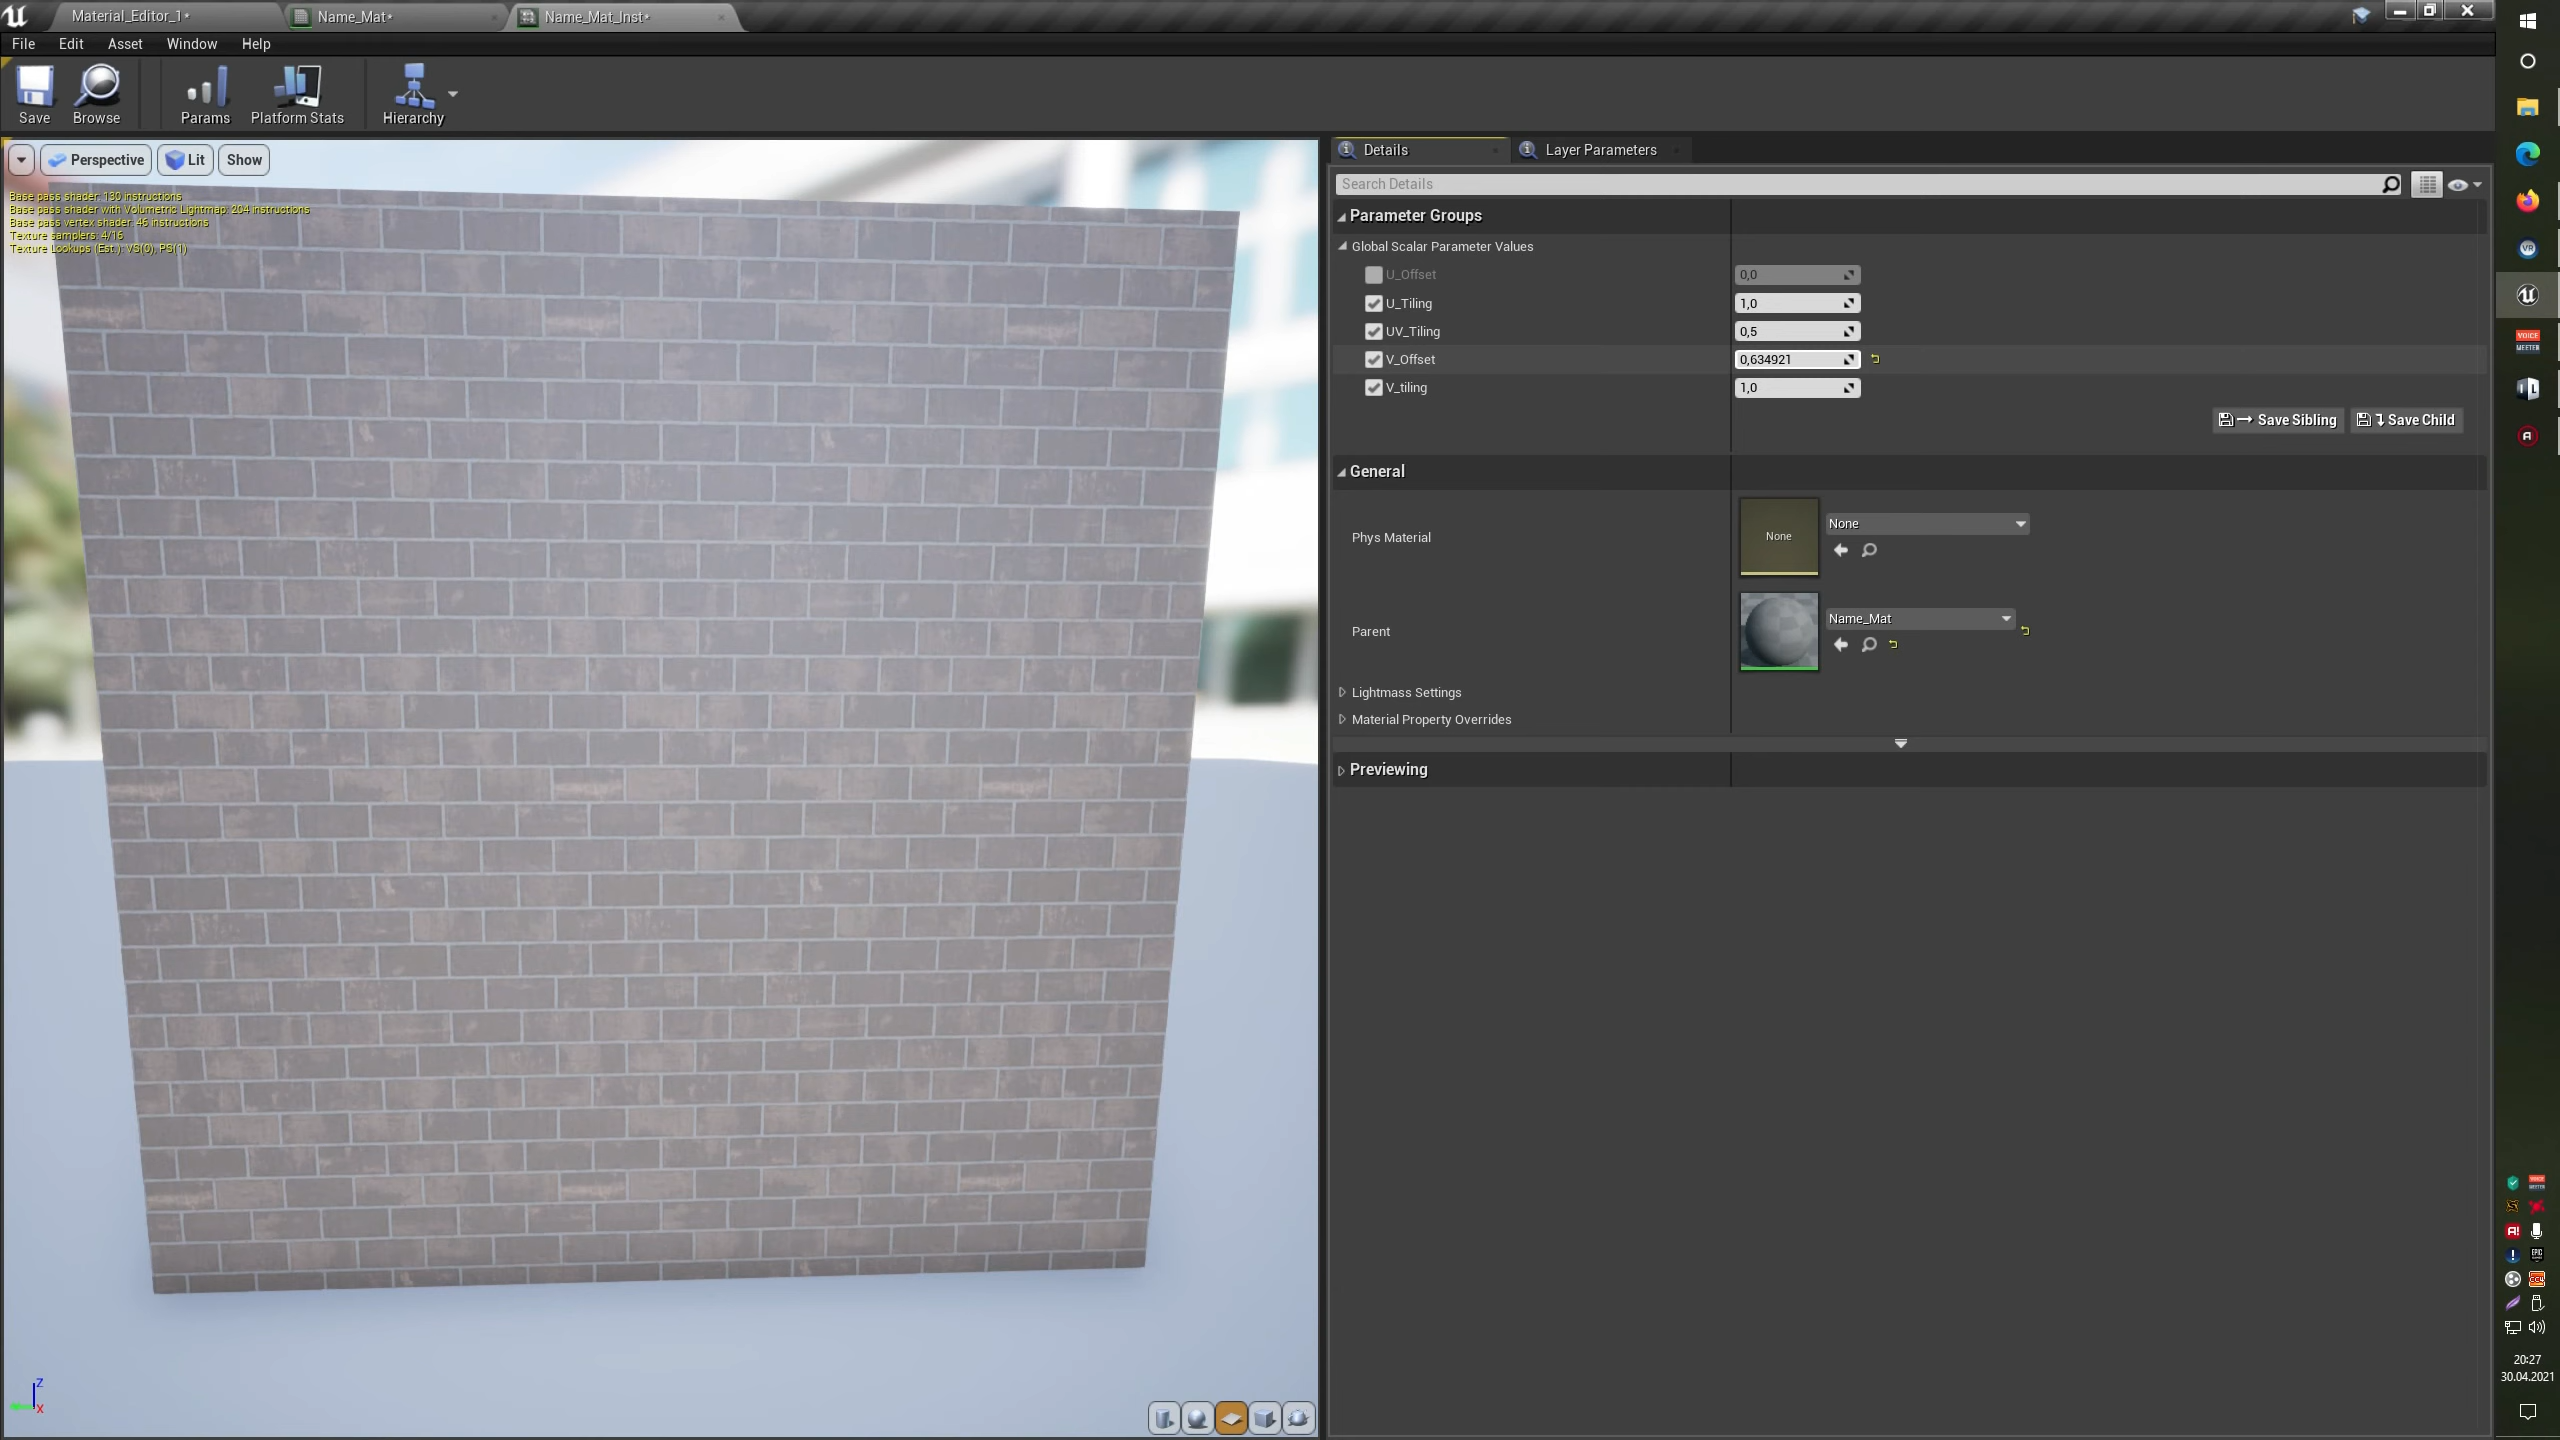 Material_Editor_1*
Name_Mat*
Name_Mat_Inst*
File Edit Asset Window Help
Save Browse Params Platform Stats Hierarchy
Perspective Lit Show
Base pass shader: 130 instructions
Base pass shader with Volumetric Lightmap: 204 instructions
Base pass vertex shader: 46 instructions
Texture samplers: 4/16
Texture Lookups (Est.): VS(0), PS(1)
Z
X
Details
Layer Parameters
Search Details
Parameter Groups
Global Scalar Parameter Values
U_Offset 0,0
U_Tiling 1,0
UV_Tiling 0,5
V_Offset 0,634921
V_tiling 1,0
Save Sibling Save Child
General
Phys Material None None
Parent Name_Mat
Lightmass Settings
Material Property Overrides
Previewing
VR
VOICE
MEETER
20:27
30.04.2021